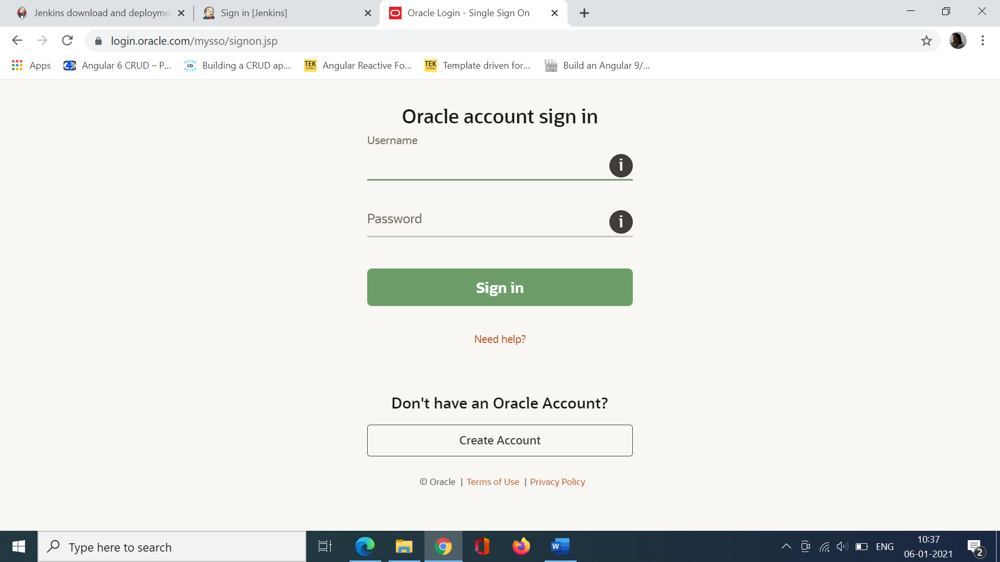 Jenkins download and deployme
Sign in [Jenkins]
Oracle Login - Single Sign On
login.oracle.com/mysso/signon.jsp
Apps
Angular 6 CRUD – P...
cb
Building a CRUD ap...
TEK
Angular Reactive Fo...
TEK
Template driven for...
Build an Angular 9/...
Oracle account sign in
Username
i
Password
i
Sign in
Need help?
Don't have an Oracle Account?
Create Account
© Oracle | Terms of Use | Privacy Policy
Type here to search
W
ENG
10:37
06-01-2021
2